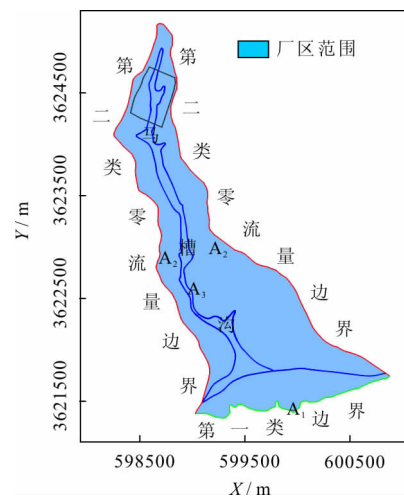 厂区范围
第二类零流量边界
第二类零流量边界
马槽沟
A₂
A₂
A₃
A₁
第一类边界
3624500
3623500
3622500
3621500
Y / m
598500
599500
600500
X / m